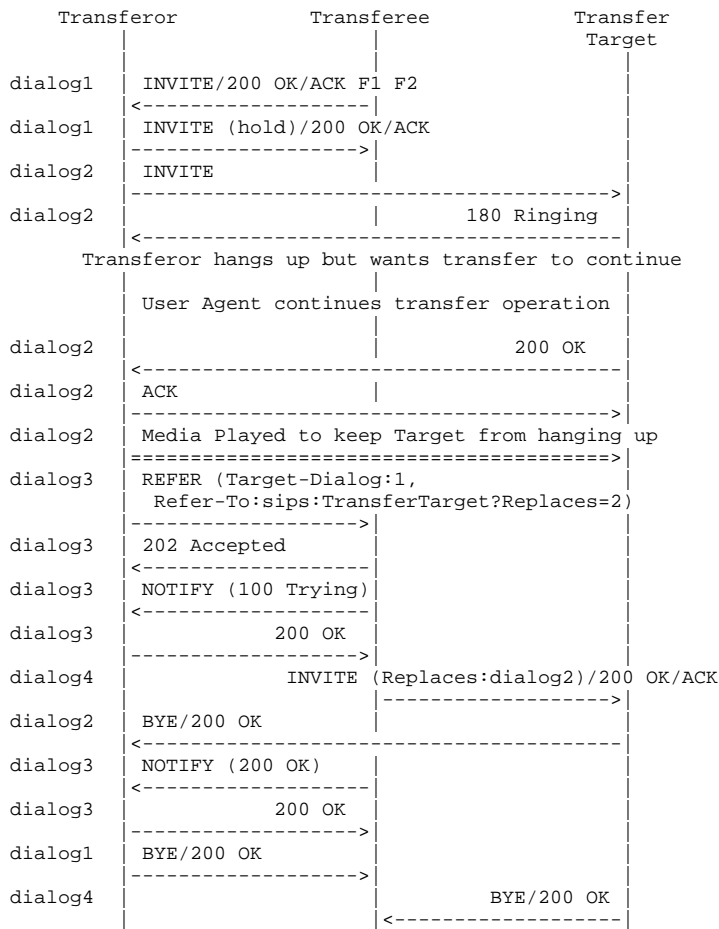 Transferor Transferee Transfer
Target
dialog1 INVITE/200 OK/ACK F1 F2
dialog1 INVITE (hold)/200 OK/ACK
dialog2 INVITE
dialog2 180 Ringing
Transferor hangs up but wants transfer to continue
User Agent continues transfer operation
dialog2 200 OK
dialog2 ACK
dialog2 Media Played to keep Target from hanging up
dialog3 REFER (Target-Dialog:1,
Refer-To:sips:TransferTarget?Replaces=2)
dialog3 202 Accepted
dialog3 NOTIFY (100 Trying)
dialog3 200 OK
dialog4 INVITE (Replaces:dialog2)/200 OK/ACK
dialog2 BYE/200 OK
dialog3 NOTIFY (200 OK)
dialog3 200 OK
dialog1 BYE/200 OK
dialog4 BYE/200 OK